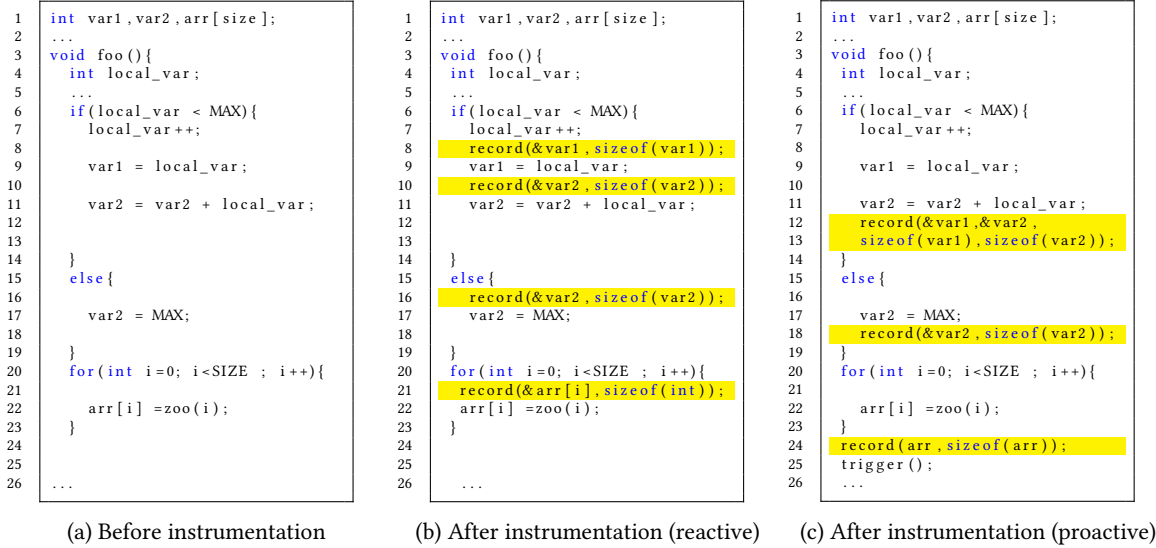 1 int var1,var2,arr[size];
2 ...
3 void foo(){
4 int local_var;
5 ...
6 if(local_var < MAX){
7 local_var++;
8
9 var1 = local_var;
10
11 var2 = var2 + local_var;
12
13
14 }
15 else{
16
17 var2 = MAX;
18
19 }
20 for(int i=0; i<SIZE ; i++){
21
22 arr[i] =zoo(i);
23 }
24
25
26 ...
(a) Before instrumentation
1 int var1,var2,arr[size];
2 ...
3 void foo(){
4 int local_var;
5 ...
6 if(local_var < MAX){
7 local_var++;
8 record(&var1,sizeof(var1));
9 var1 = local_var;
10 record(&var2,sizeof(var2));
11 var2 = var2 + local_var;
12
13
14 }
15 else{
16 record(&var2,sizeof(var2));
17 var2 = MAX;
18
19 }
20 for(int i=0; i<SIZE ; i++){
21 record(&arr[i],sizeof(int));
22 arr[i] =zoo(i);
23 }
24
25
26 ...
(b) After instrumentation (reactive)
1 int var1,var2,arr[size];
2 ...
3 void foo(){
4 int local_var;
5 ...
6 if(local_var < MAX){
7 local_var++;
8
9 var1 = local_var;
10
11 var2 = var2 + local_var;
12 record(&var1,&var2,
13 sizeof(var1),sizeof(var2));
14 }
15 else{
16
17 var2 = MAX;
18 record(&var2,sizeof(var2));
19 }
20 for(int i=0; i<SIZE ; i++){
21
22 arr[i] =zoo(i);
23 }
24 record(arr,sizeof(arr));
25 trigger();
26 ...
(c) After instrumentation (proactive)